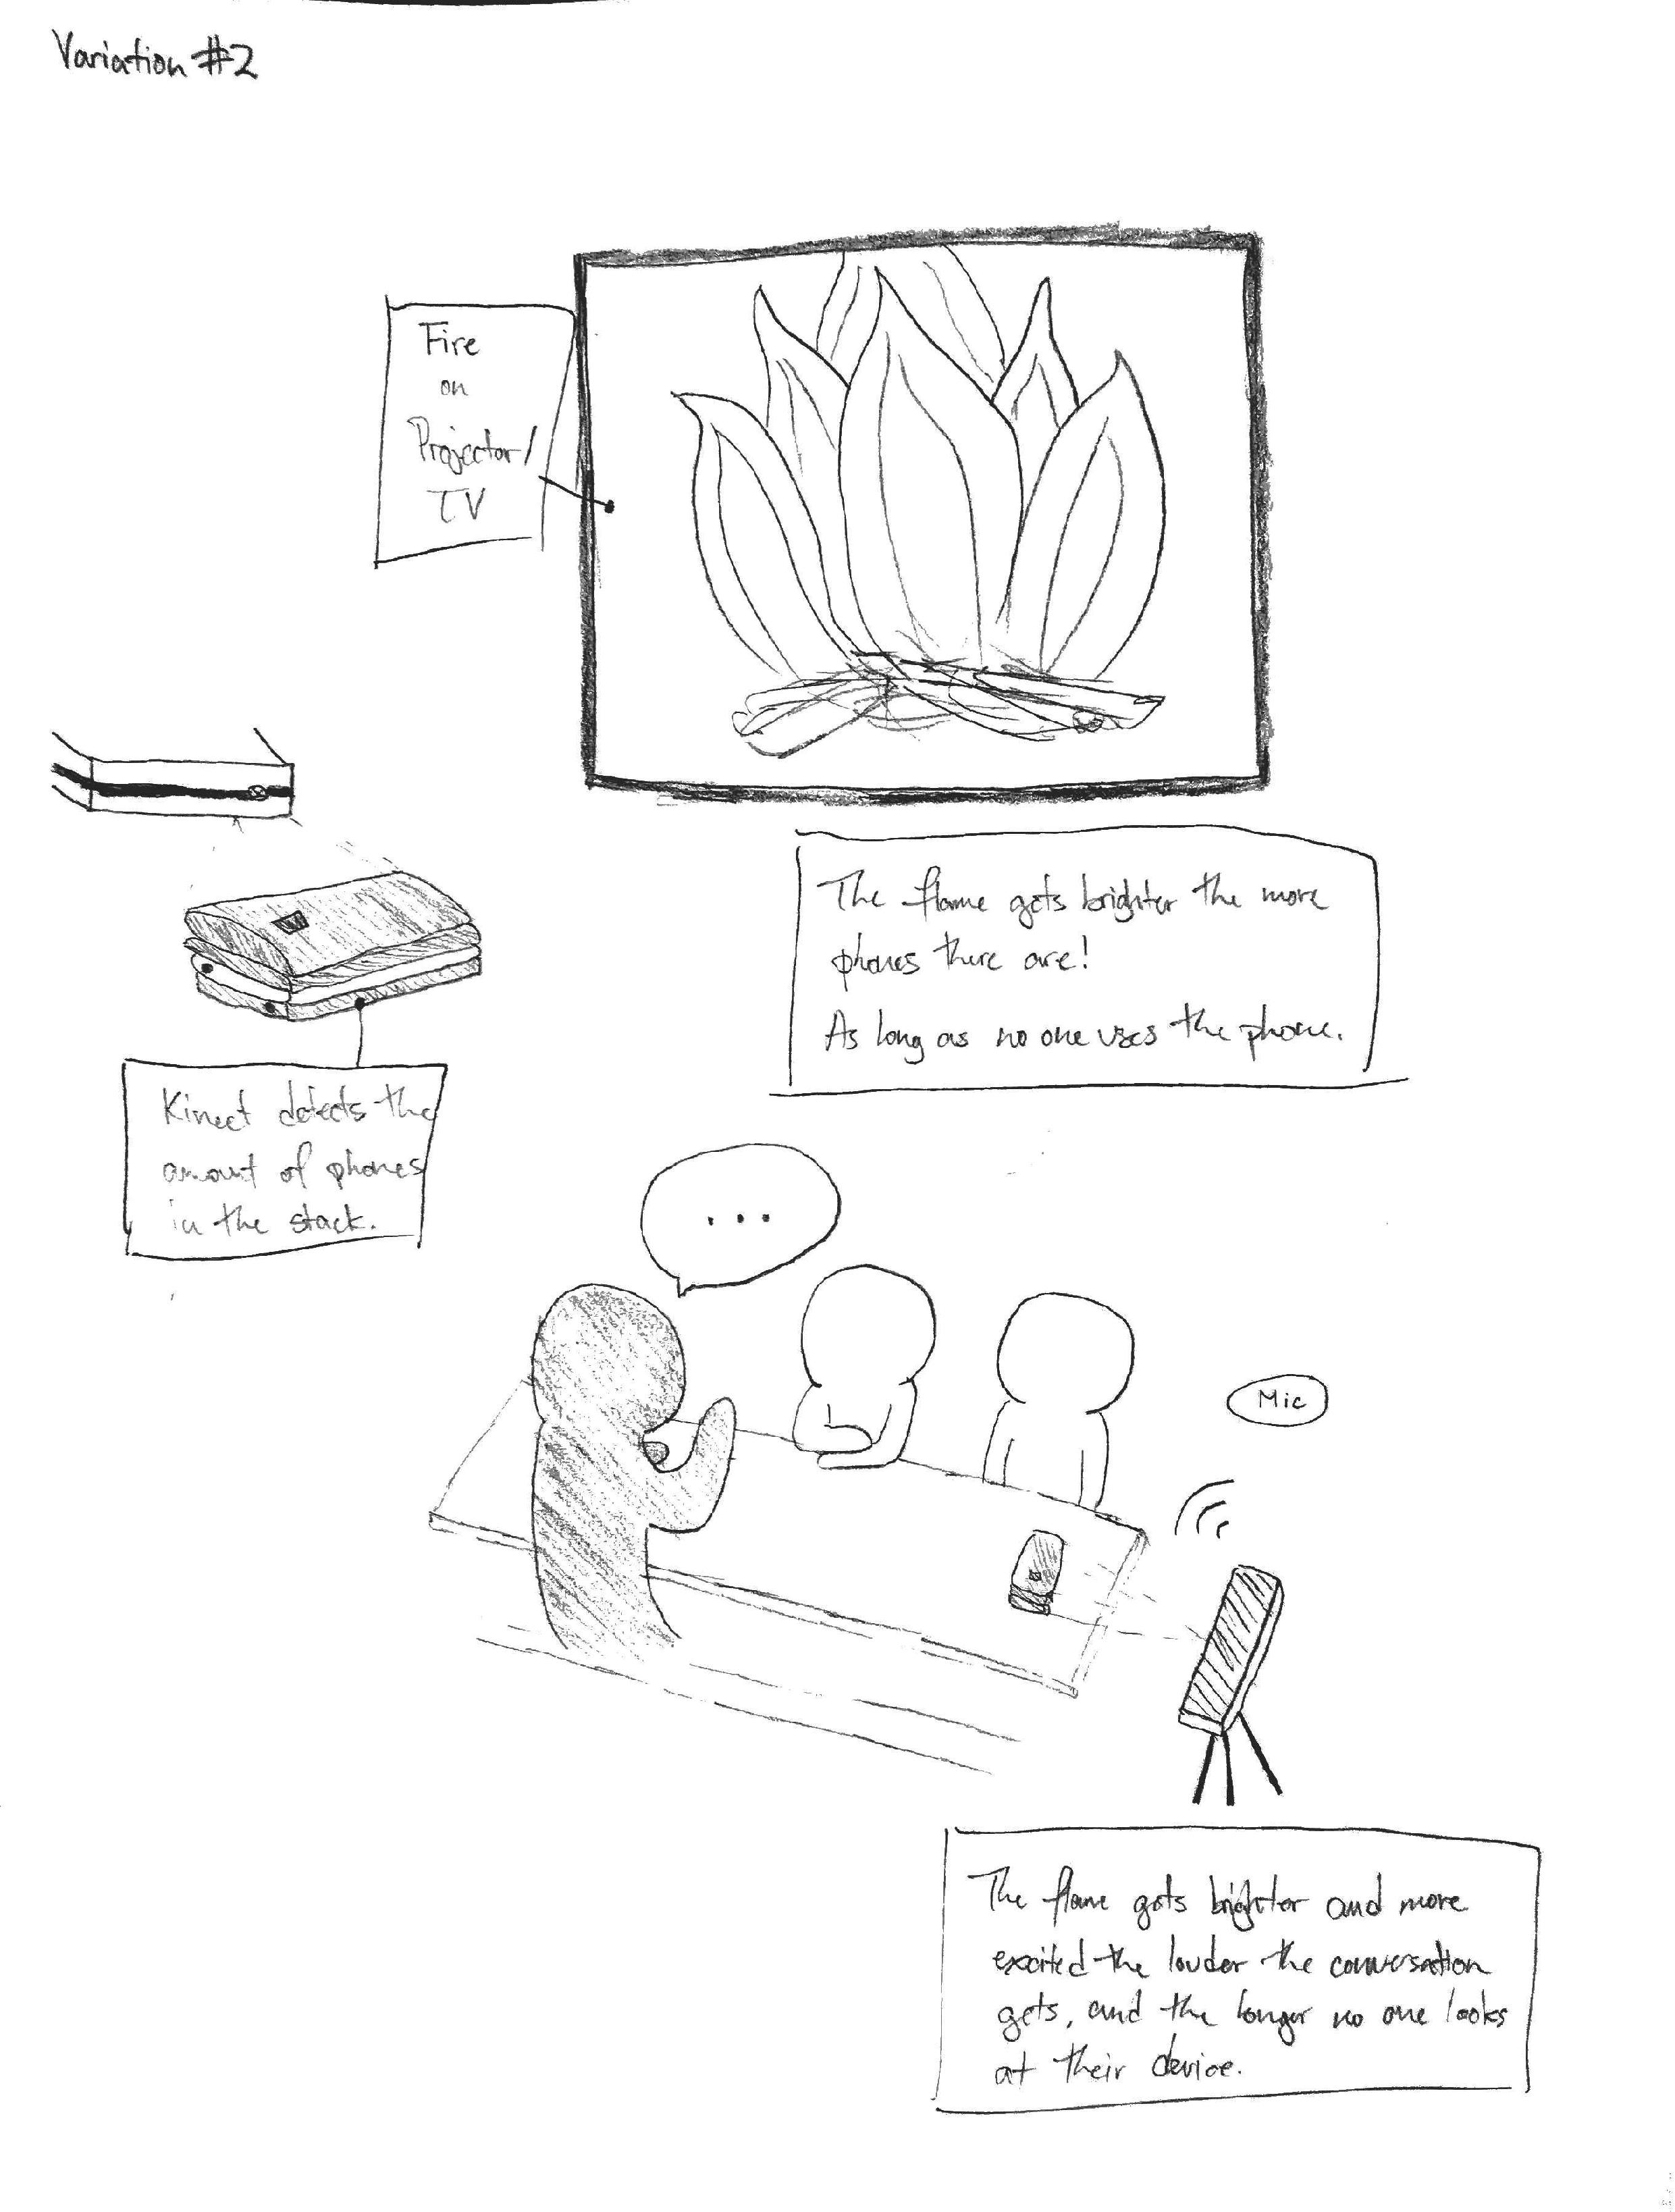 Variation #2
Fire
on
Projector/
TV
The flame gets brighter the more
phones there are!
As long as no one uses the phone.
Kinect detects the
amount of phones
in the stack.
...
Mic
The flame gets brighter and more
excited the louder the conversation
gets, and the longer no one looks
at their device.